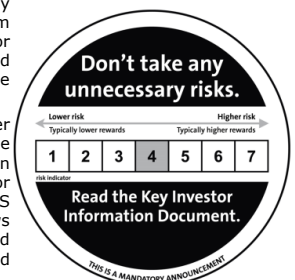 Don't take any
unnecessary risks.
Lower risk Higher risk
Typically lower rewards Typically higher rewards
1 2 3 4 5 6 7
risk indicator
Read the Key Investor
Information Document.
THIS IS A MANDATORY ANNOUNCEMENT